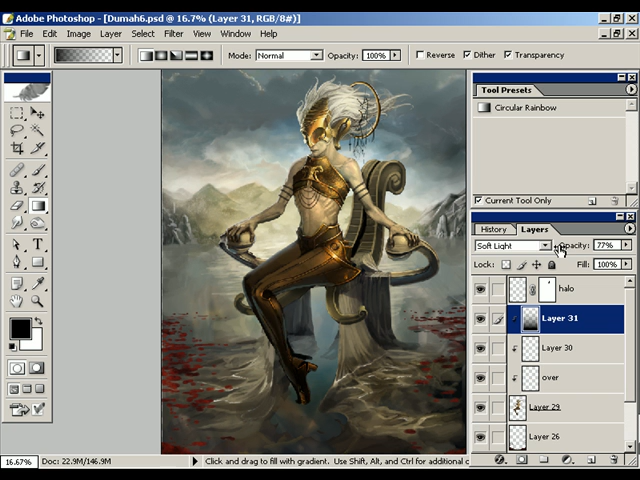 Adobe Photoshop - [Dumah6.psd @ 16.7% (Layer 31, RGB/8#)]
File Edit Image Layer Select Filter View Window Help
Mode: Normal Opacity: 100% Reverse Dither Transparency
Tool Presets
Circular Rainbow
Current Tool Only
History Layers
Soft Light Opacity: 77%
Lock: Fill: 100%
halo
Layer 31
Layer 30
over
Layer 29
Layer 26
16.67% Doc: 22.9M/146.9M Click and drag to fill with gradient. Use Shift, Alt, and Ctrl for additional o